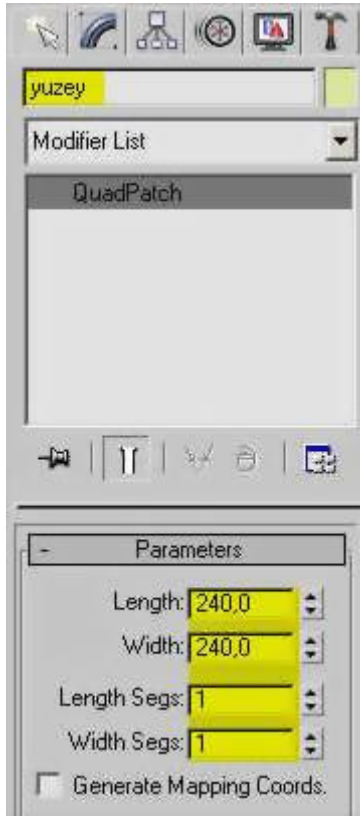 yuzey
Modifier List
QuadPatch
- Parameters
Length: 240,0
Width: 240,0
Length Segs: 1
Width Segs: 1
Generate Mapping Coords.